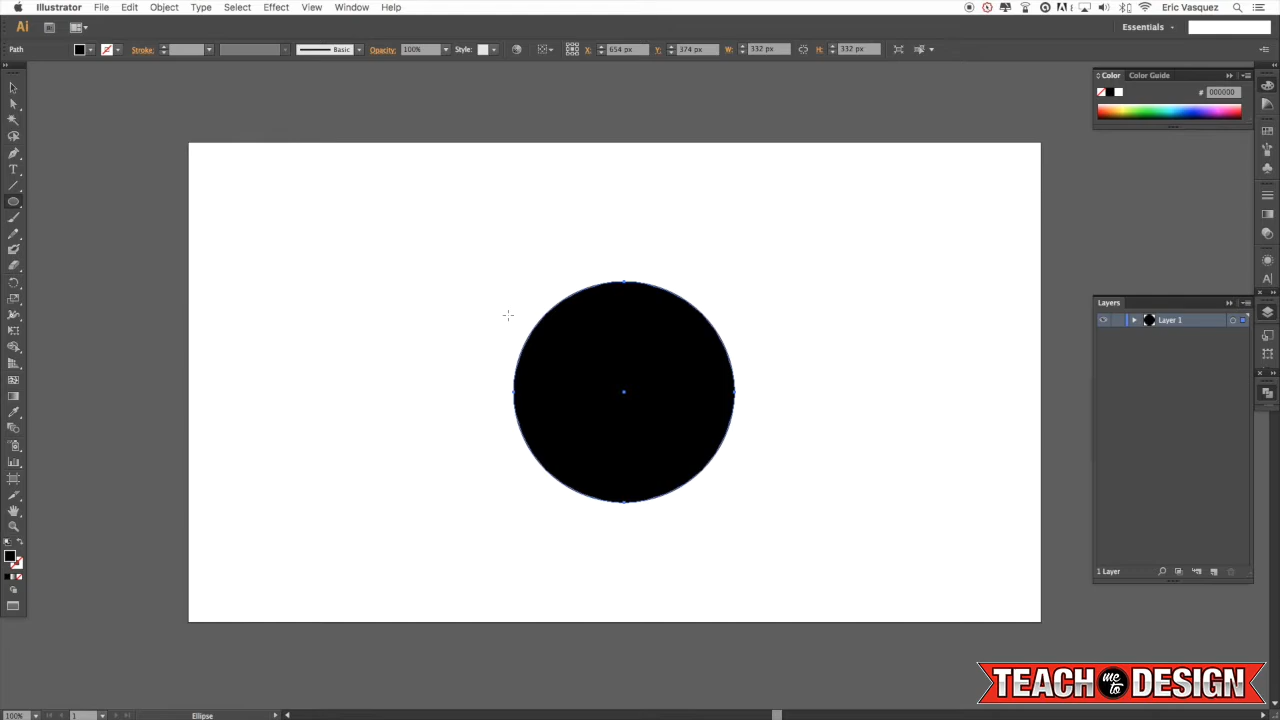 Illustrator File Edit Object Type Select Effect View Window Help Eric Vasquez
Ai Essentials
Path Stroke: Basic Opacity: 100% Style: X: 654 px Y: 374 px W: 332 px H: 332 px
Color Color Guide
# 000000
Layers
Layer 1
1 Layer
TEACH me to DESIGN
100% 1 Ellipse